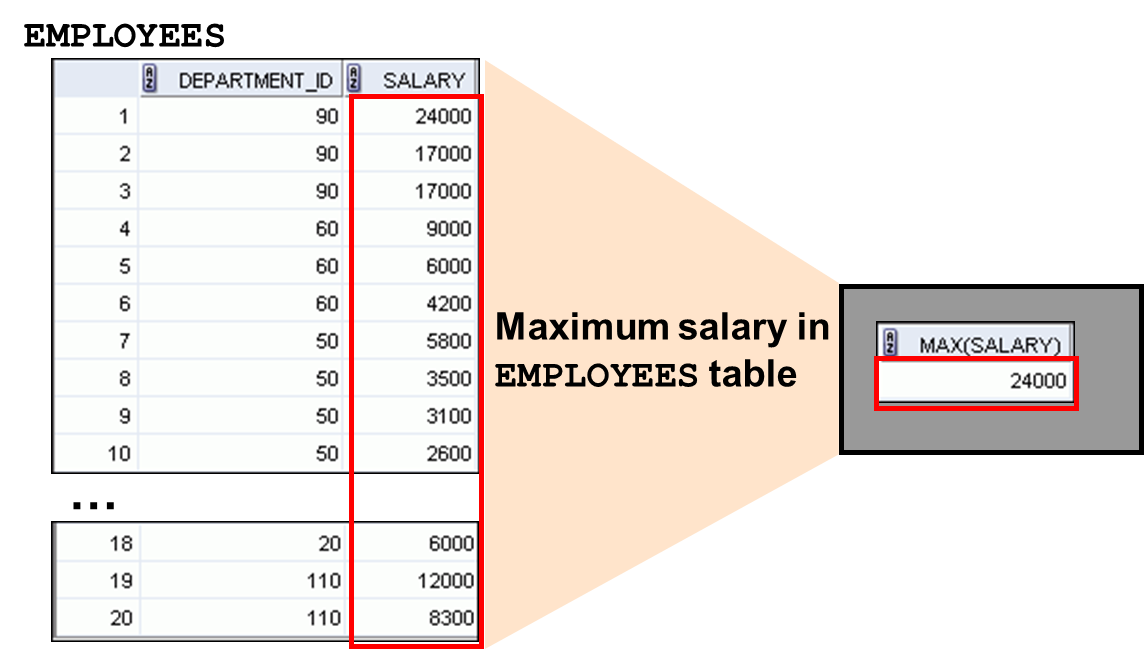 EMPLOYEES
DEPARTMENT_ID SALARY
1 90 24000
2 90 17000
3 90 17000
4 60 9000
5 60 6000
6 60 4200
7 50 5800
8 50 3500
9 50 3100
10 50 2600
...
18 20 6000
19 110 12000
20 110 8300
Maximum salary in
EMPLOYEES table
MAX(SALARY)
24000